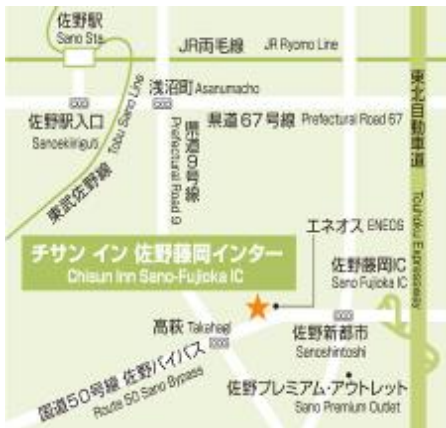 佐野駅
Sano Sta.
JR両毛線 JR Ryomo Line
浅沼町 Asanumacho
佐野駅入口
Sanoekiiriguti
県道67号線 Prefectural Road 67
東武佐野線
Tobu Sano Line
県道9号線
Prefectural Road 9
東北自動車道
Touhoku Expressway
エネオス ENEOS
チサン イン 佐野藤岡インター
Chisun Inn Sano-Fujioka IC
佐野藤岡IC
Sano Fujioka IC
高萩 Takahagi
佐野新都市
Sanoshintoshi
国道50号線 佐野バイパス
Route 50 Sano Bypass
佐野プレミアム・アウトレット
Sano Premium Outlet